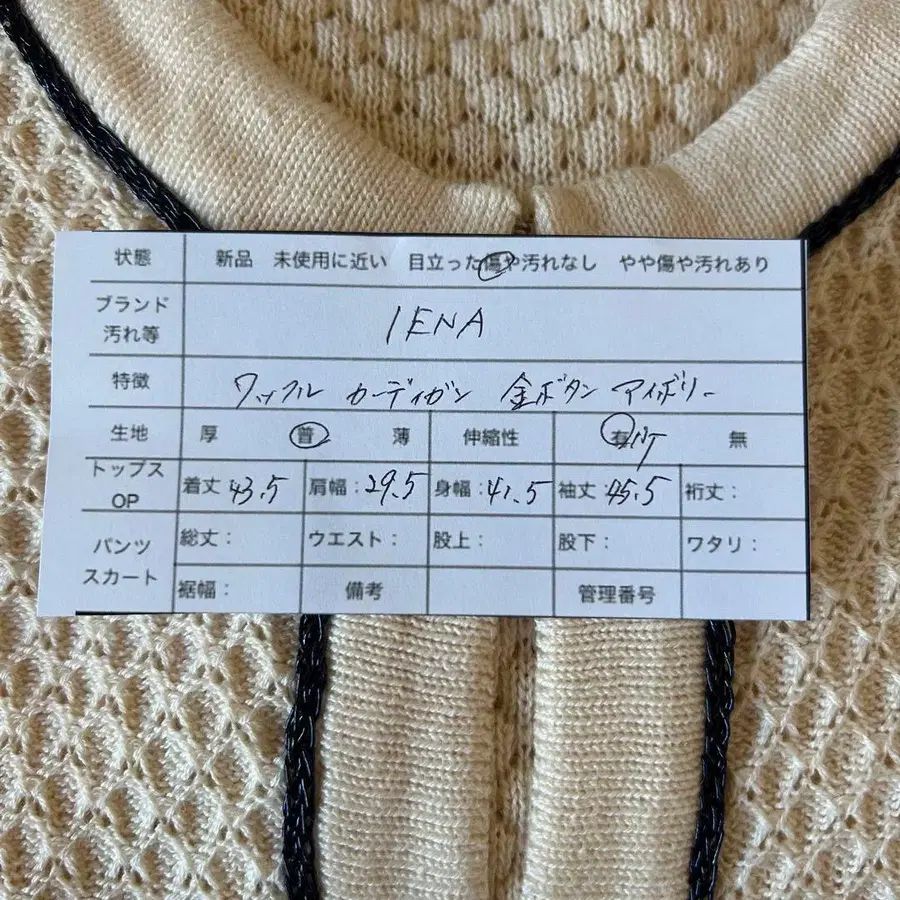 状態 新品 未使用に近い 目立った傷や汚れなし やや傷や汚れあり
ブランド
汚れ等 IENA
特徴 ワッフル カーディガン 金ボタン アイボリー
生地 厚 普 薄 伸縮性 有 無
トップス
OP 着丈 43.5 肩幅:29.5 身幅:41.5 袖丈:45.5 裄丈:
パンツ
スカート 総丈: ウエスト: 股上: 股下: ワタリ:
裾幅: 備考 管理番号